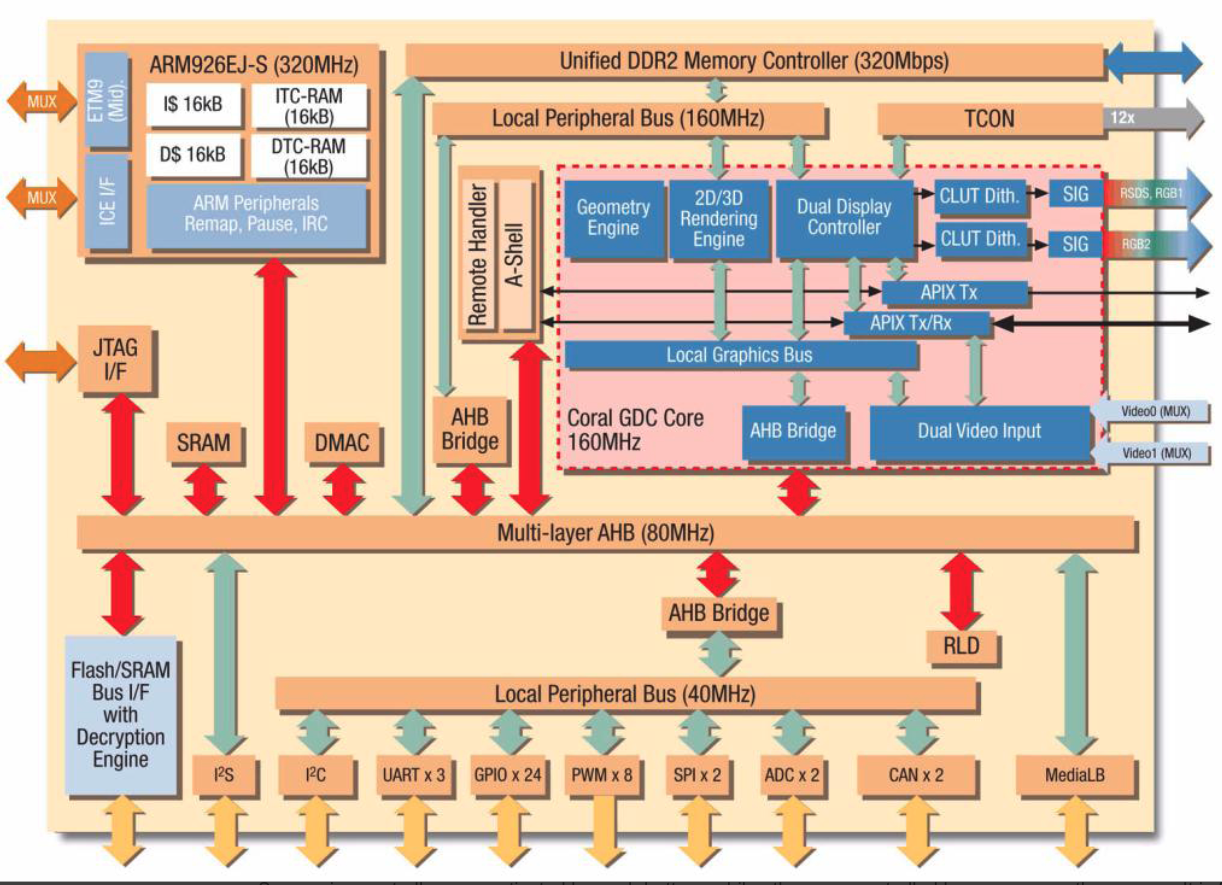 ARM926EJ-S (320MHz)
ETM9
(Mid).
I$ 16kB
ITC-RAM
(16kB)
D$ 16kB
DTC-RAM
(16kB)
ICE I/F
ARM Peripherals
Remap, Pause, IRC
MUX
MUX
Unified DDR2 Memory Controller (320Mbps)
Local Peripheral Bus (160MHz)
TCON
12x
Remote Handler
A-Shell
Geometry
Engine
2D/3D
Rendering
Engine
Dual Display
Controller
CLUT Dith.
SIG
RSDS, RGB1
CLUT Dith.
SIG
RGB2
APIX Tx
APIX Tx/Rx
Local Graphics Bus
Coral GDC Core
160MHz
AHB Bridge
Dual Video Input
Video0 (MUX)
Video1 (MUX)
JTAG
I/F
SRAM
DMAC
AHB
Bridge
Multi-layer AHB (80MHz)
AHB Bridge
RLD
Flash/SRAM
Bus I/F
with
Decryption
Engine
Local Peripheral Bus (40MHz)
I²S
I²C
UART x 3
GPIO x 24
PWM x 8
SPI x 2
ADC x 2
CAN x 2
MediaLB